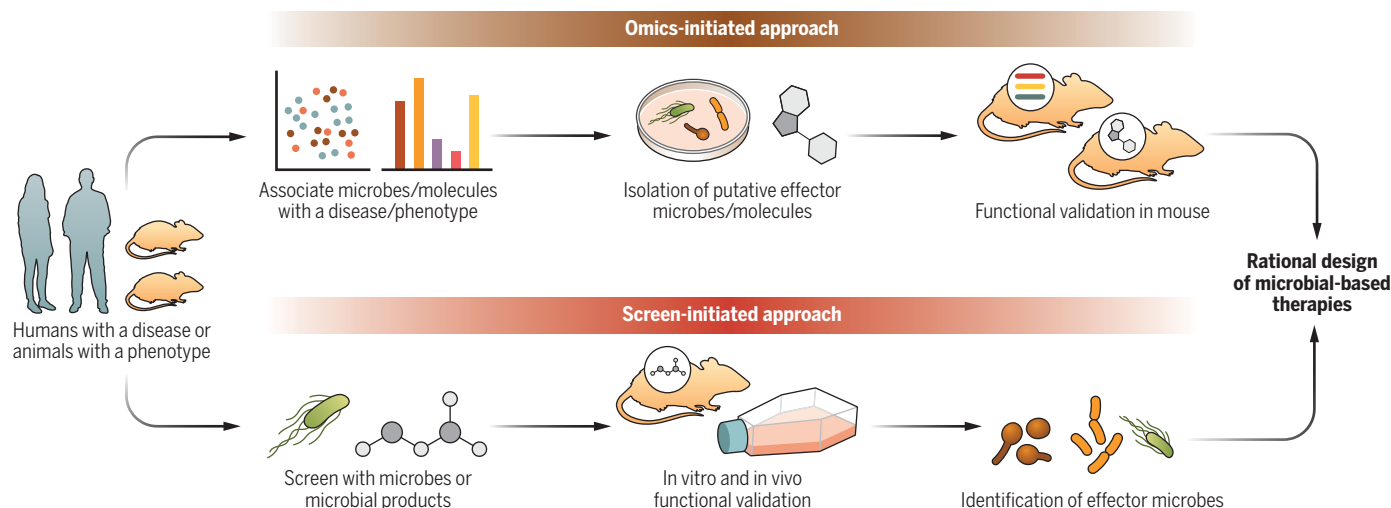 Omics-initiated approach
Associate microbes/molecules
with a disease/phenotype
Isolation of putative effector
microbes/molecules
Functional validation in mouse
Humans with a disease or
animals with a phenotype
Rational design
of microbial-based
therapies
Screen-initiated approach
Screen with microbes or
microbial products
In vitro and in vivo
functional validation
Identification of effector microbes